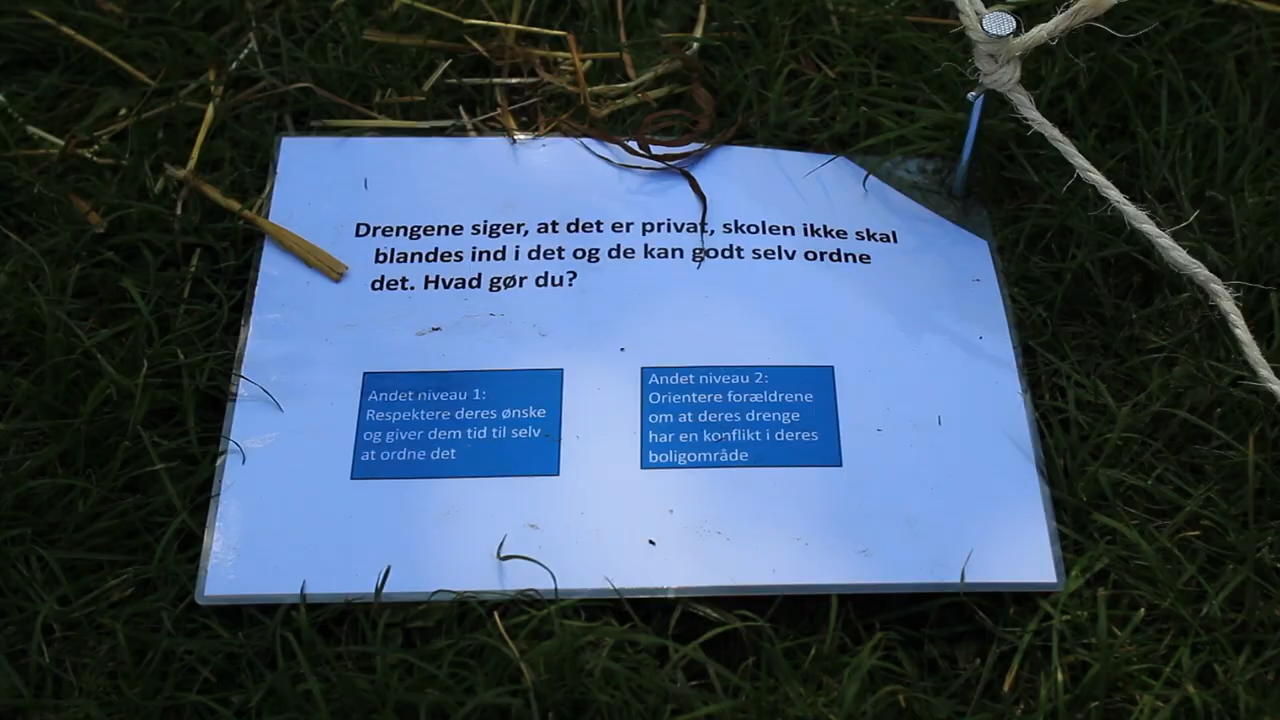 Drengene siger, at det er privat, skolen ikke skal
blandes ind i det og de kan godt selv ordne
det. Hvad gør du?
Andet niveau 1:
Respektere deres ønske
og giver dem tid til selv
at ordne det
Andet niveau 2:
Orientere forældrene
om at deres drenge
har en konflikt i deres
boligområde